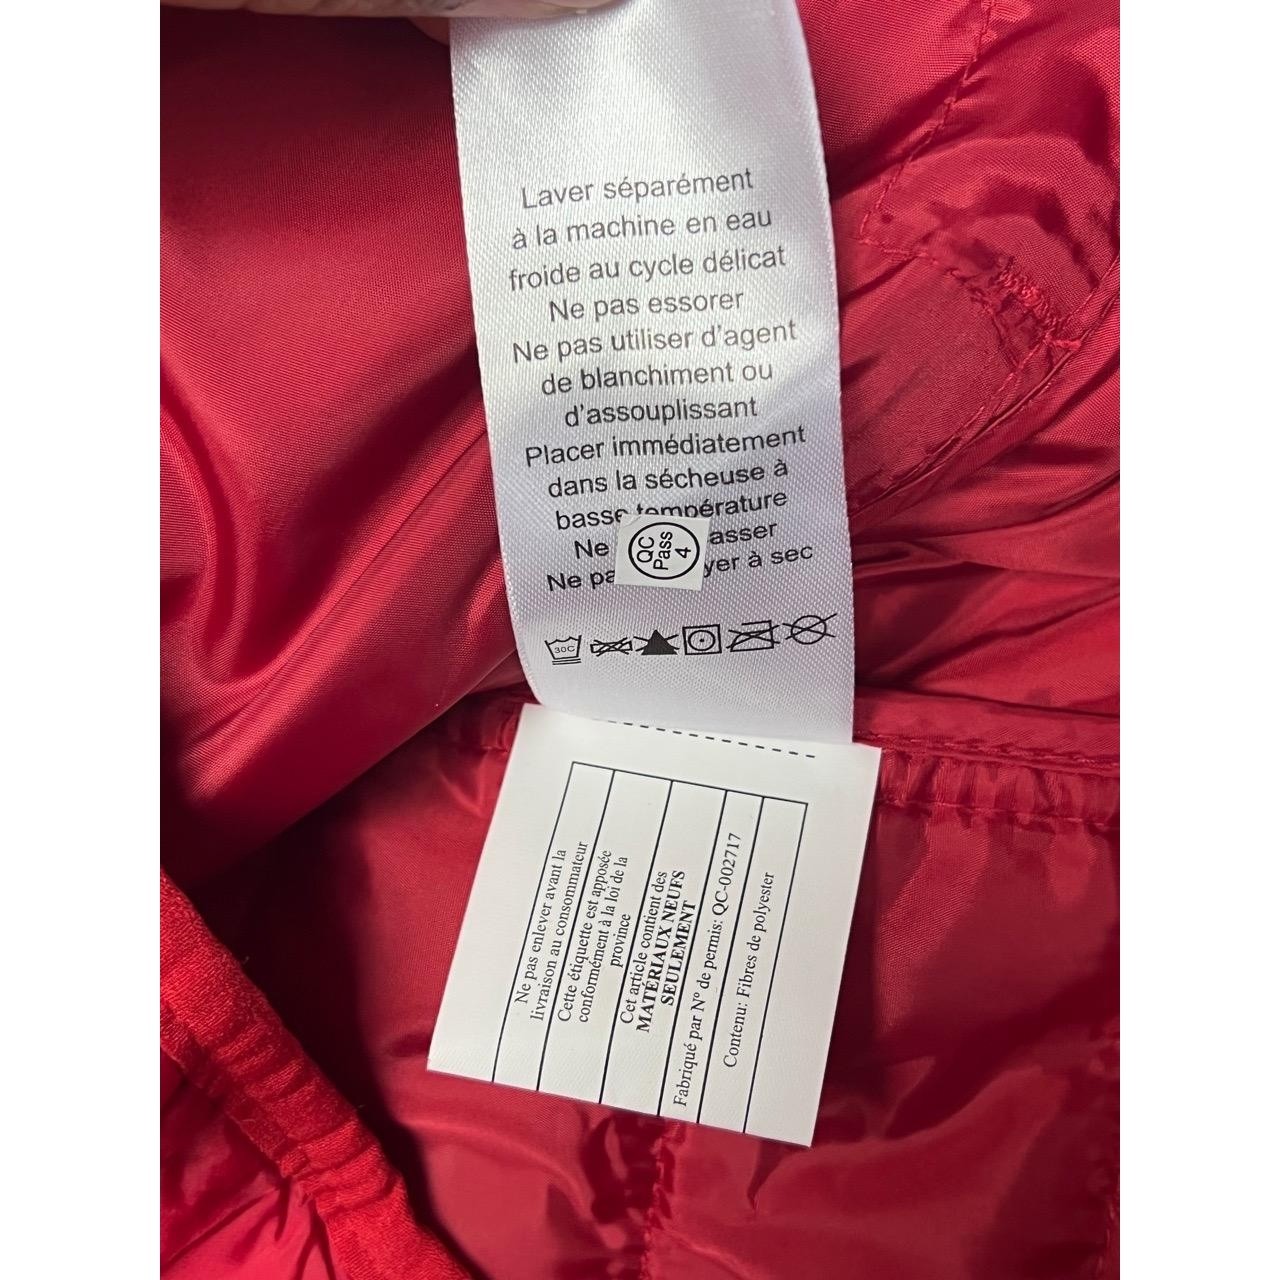 Laver séparément
à la machine en eau
froide au cycle délicat
Ne pas essorer
Ne pas utiliser d'agent
de blanchiment ou
d'assouplissant
Placer immédiatement
dans la sécheuse à
basse température
Ne asser
Ne pa yer à sec
QC
Pass
4
30C
Ne pas enlever avant la
livraison au consommateur
Cette étiquette est apposée
conformément à la loi de la
province
Cet article contient des
MATÉRIAUX NEUFS
SEULEMENT
Fabriqué par N° de permis: QC-002717
Contenu: Fibres de polyester